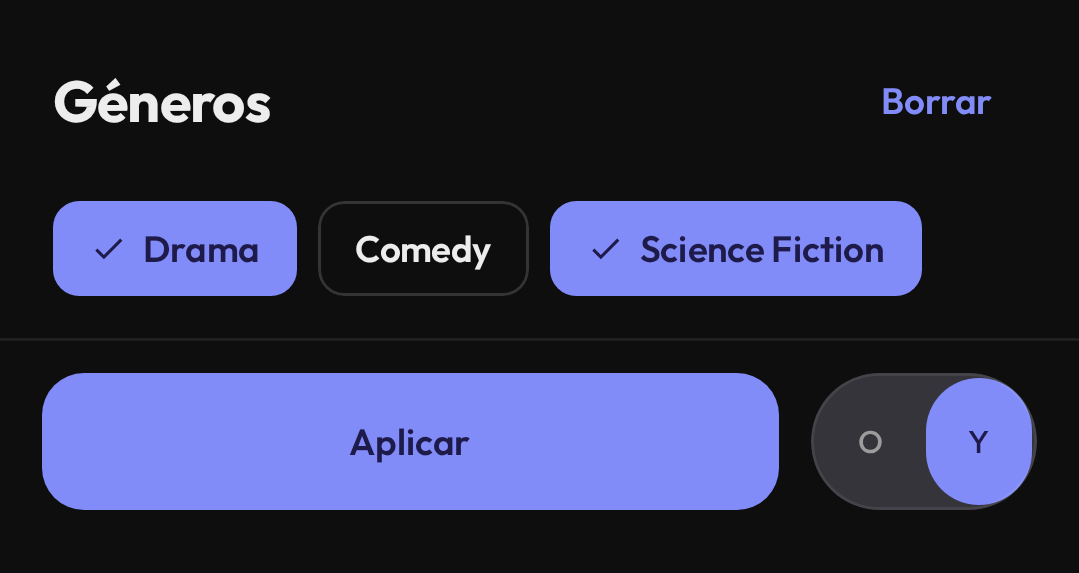 Géneros
Borrar
Drama
Comedy
Science Fiction
Aplicar
O
Y